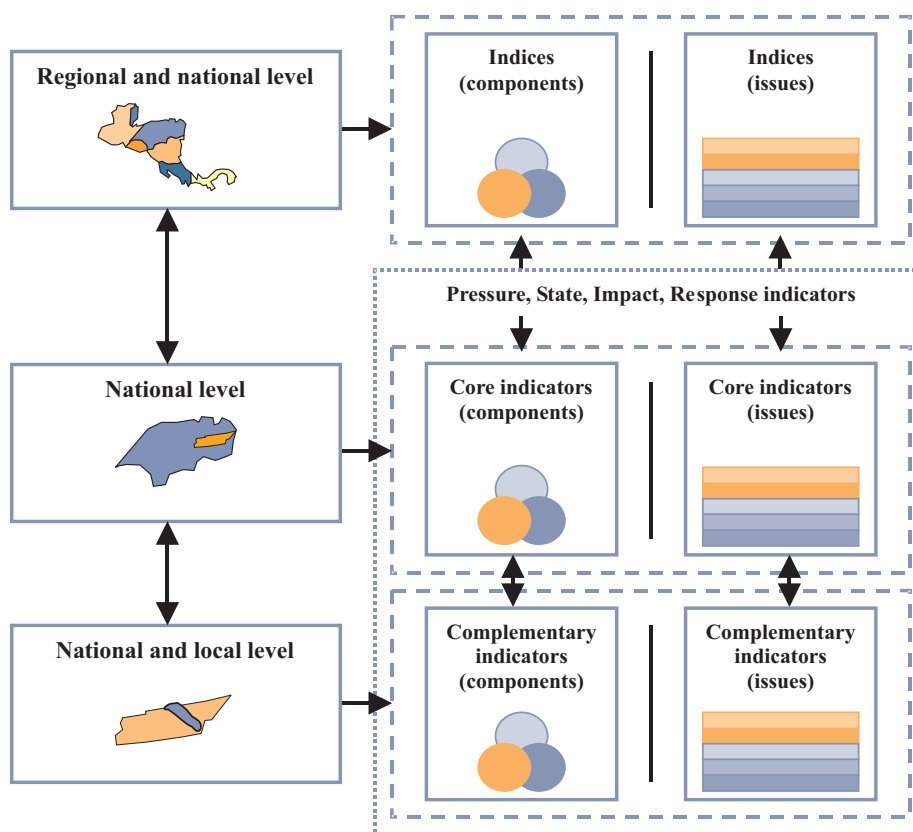 Regional and national level
Indices
(components)
Indices
(issues)
Pressure, State, Impact, Response indicators
National level
Core indicators
(components)
Core indicators
(issues)
National and local level
Complementary
indicators
(components)
Complementary
indicators
(issues)